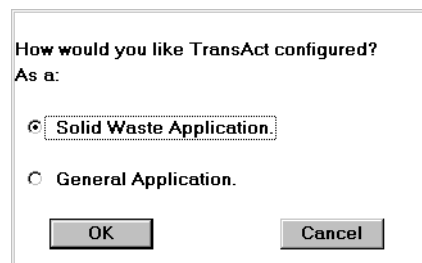 How would you like TransAct configured?
As a:
Solid Waste Application.
General Application.
OK Cancel